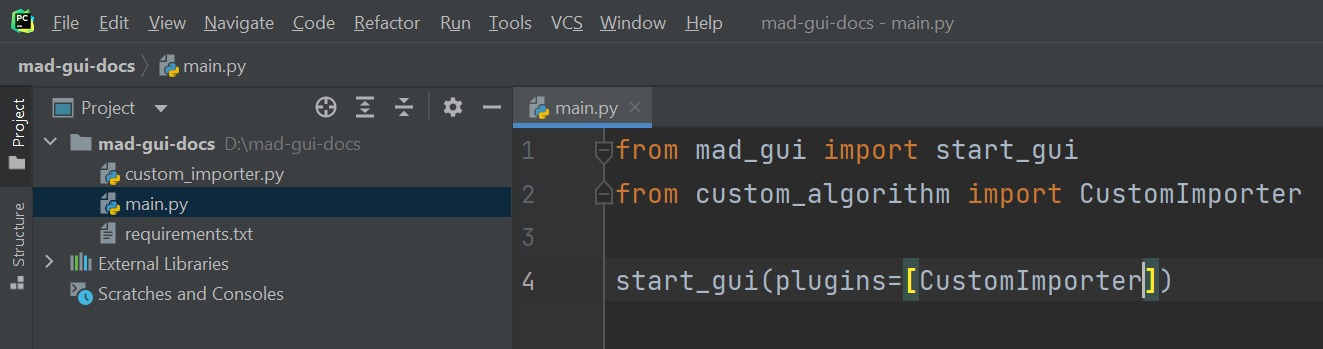 PC File Edit View Navigate Code Refactor Run Tools VCS Window Help mad-gui-docs - main.py
mad-gui-docs main.py
Project
Structure
Project
mad-gui-docs D:\mad-gui-docs
custom_importer.py
main.py
requirements.txt
External Libraries
Scratches and Consoles
main.py
1 from mad_gui import start_gui
2 from custom_algorithm import CustomImporter
3
4 start_gui(plugins=[CustomImporter])